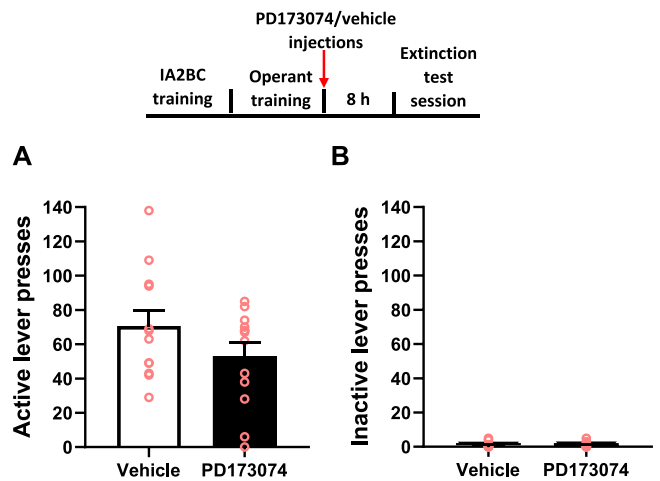 PD173074/vehicle
injections
IA2BC
training
Operant
training
8 h
Extinction
test
session
A
B
Active lever presses
140
120
100
80
60
40
20
0
Vehicle
PD173074
Inactive lever presses
140
120
100
80
60
40
20
0
Vehicle
PD173074